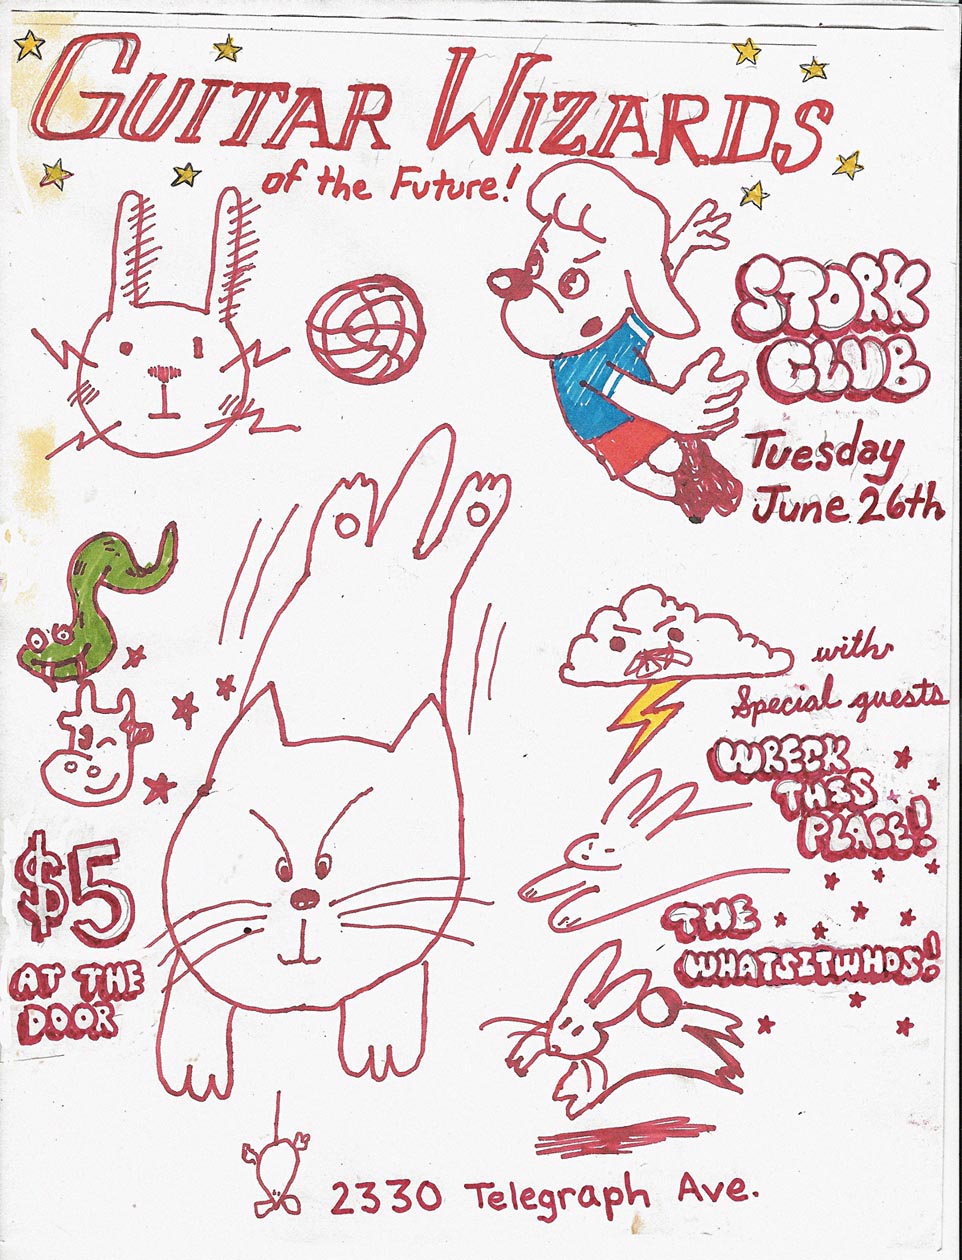 GUITAR WIZARDS
of the Future!
STORK
CLUB
Tuesday
June 26th
with
Special guests
WRECK
THIS
PLACE!
$5
AT THE
DOOR
THE
WHATSITWHOS!
2330 Telegraph Ave.